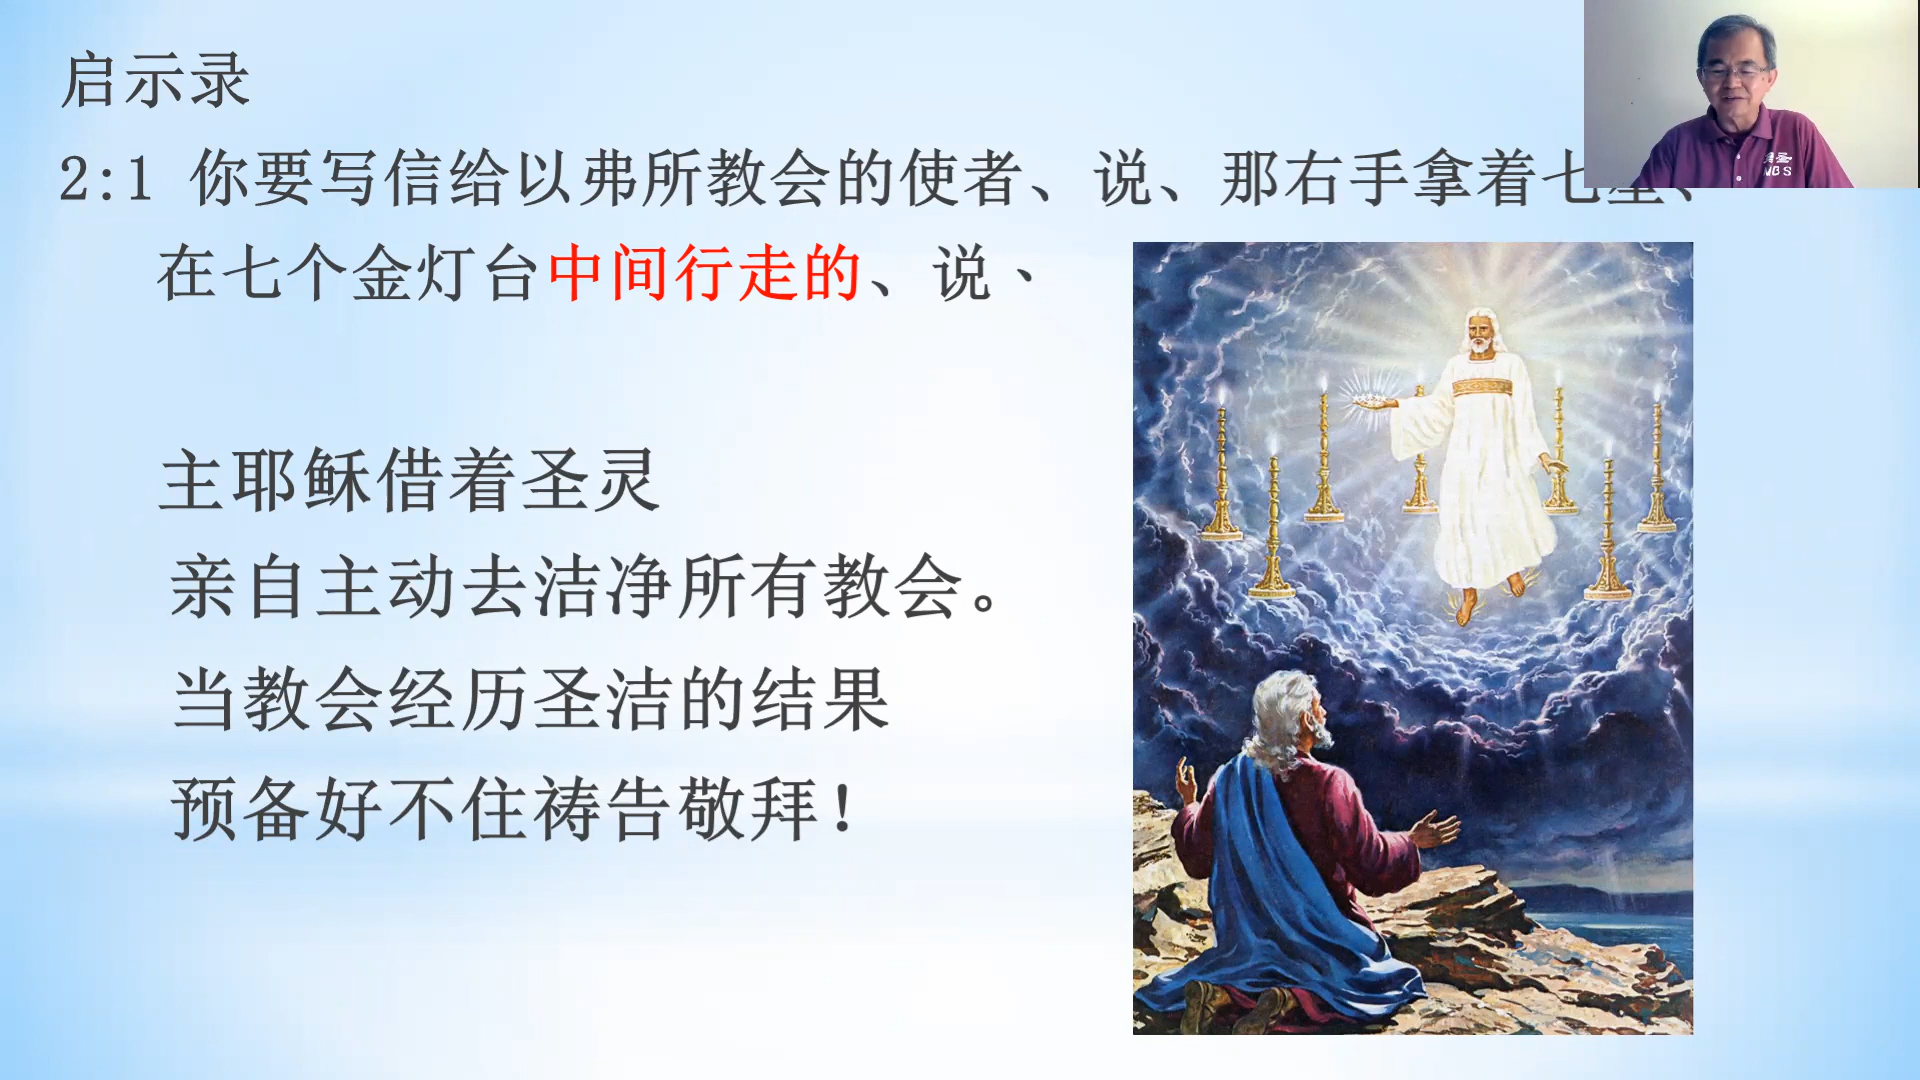 启示录
2:1 你要写信给以弗所教会的使者、说、那右手拿着七星、
在七个金灯台中间行走的、说、
主耶稣借着圣灵
亲自主动去洁净所有教会。
当教会经历圣洁的结果
预备好不住祷告敬拜！